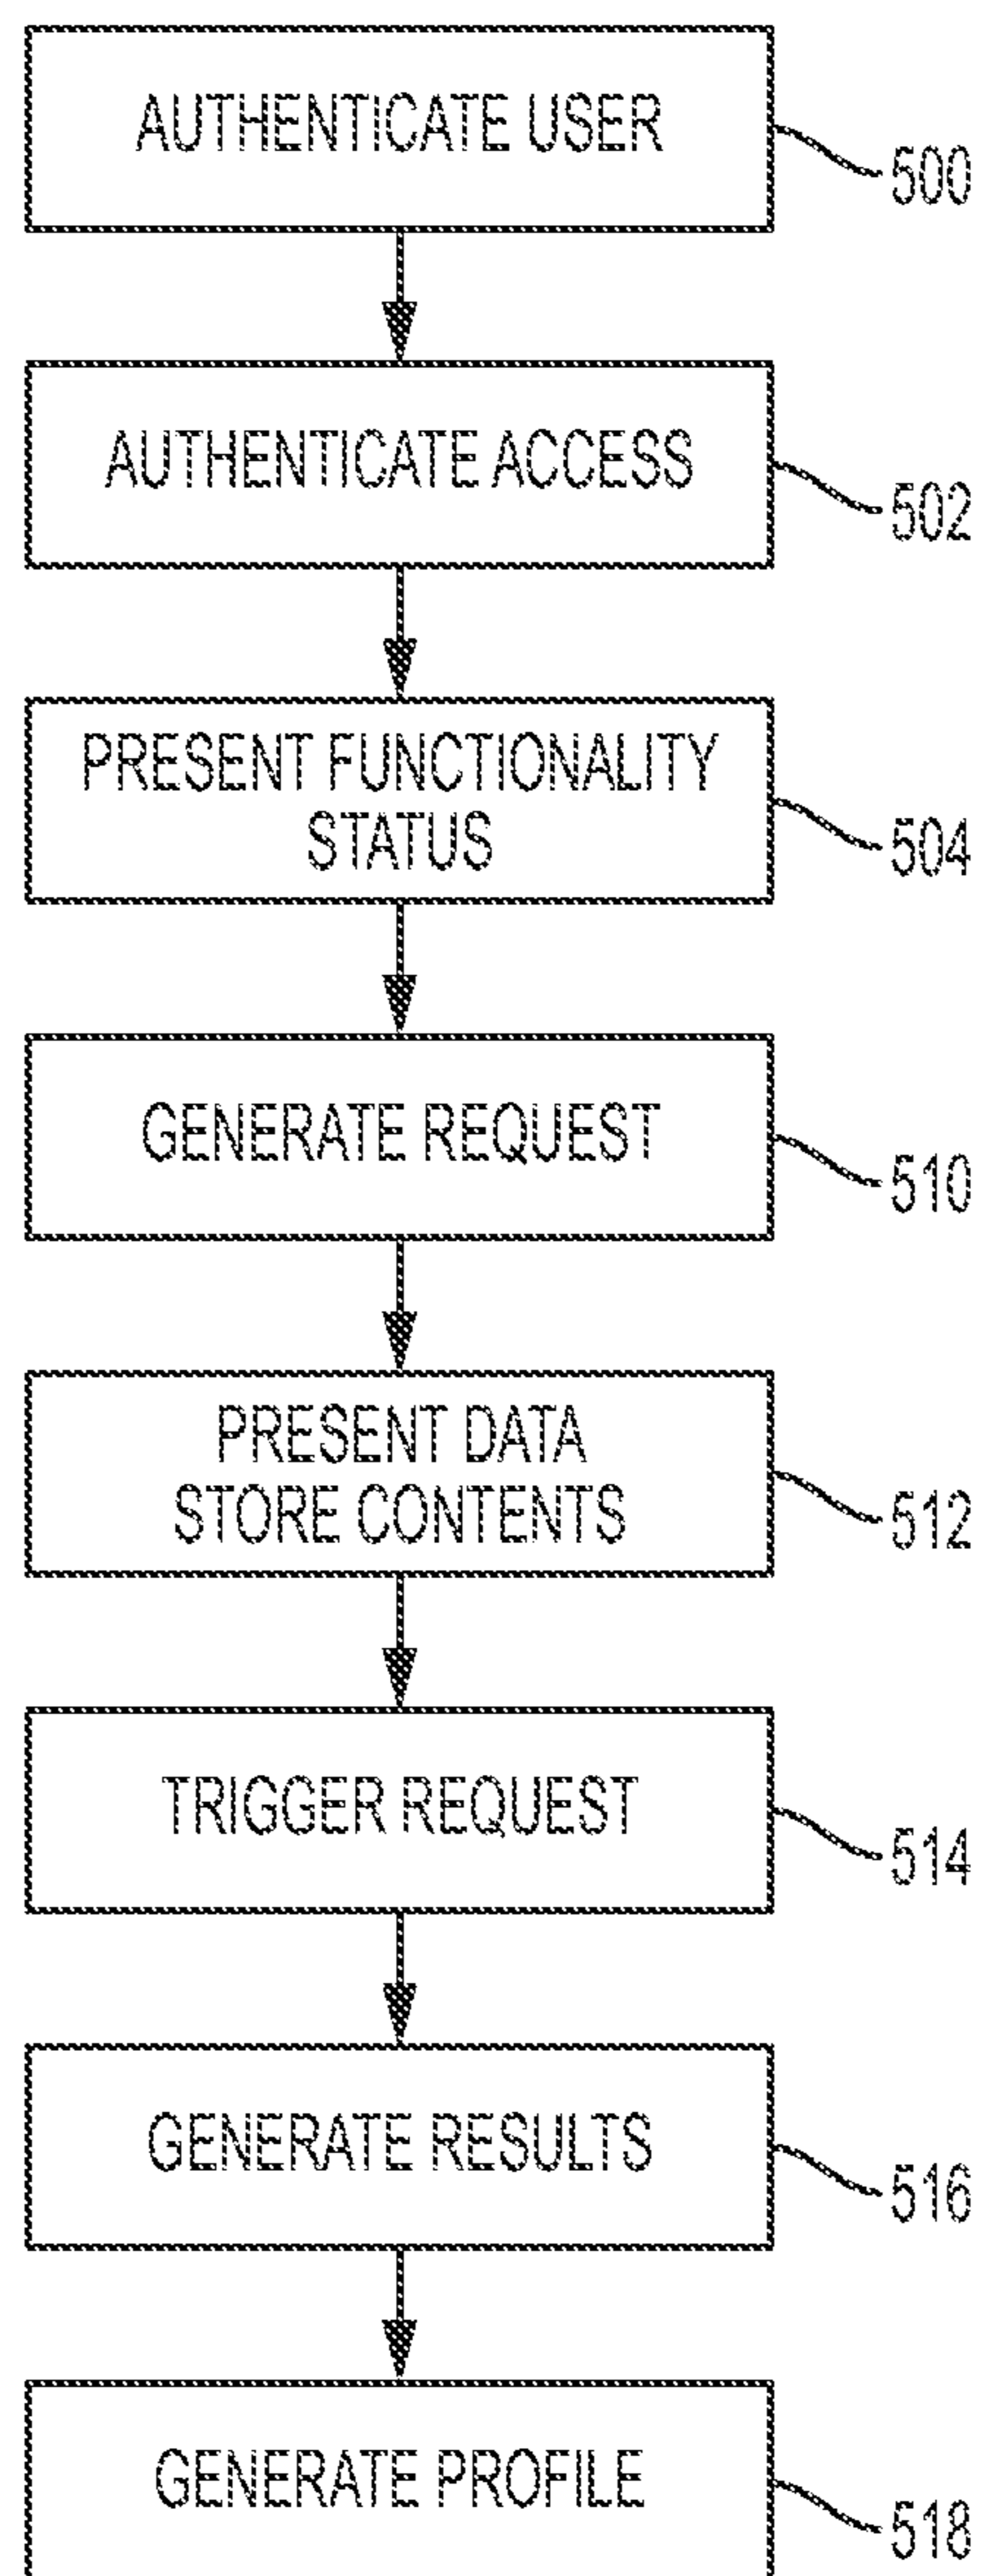 AUTHENTICATE USER
500
AUTHENTICATE ACCESS
502
PRESENT FUNCTIONALITY
STATUS
504
GENERATE REQUEST
510
PRESENT DATA
STORE CONTENTS
512
TRIGGER REQUEST
514
GENERATE RESULTS
516
GENERATE PROFILE
518